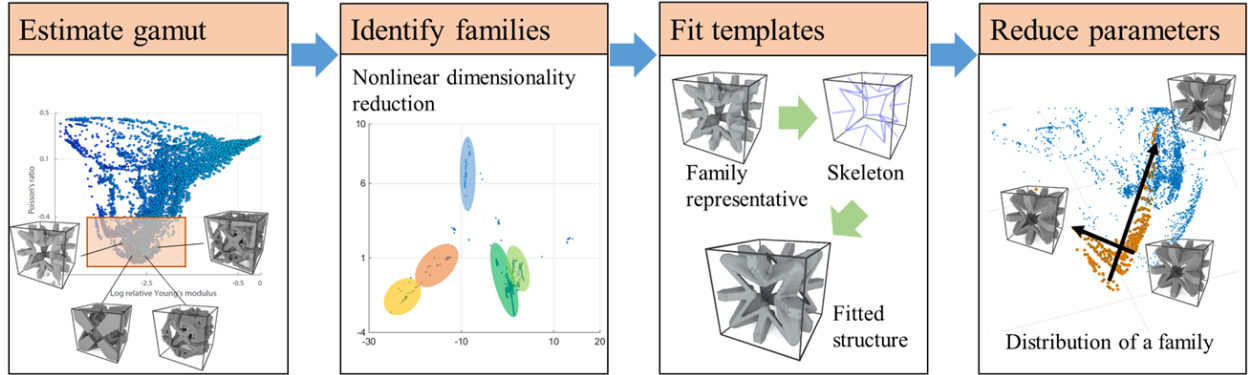 Estimate gamut
0.5
0.1
-0.4
Poisson's ratio
-2.5
-0.5
0
Log relative Young's modulus
Identify families
Nonlinear dimensionality
reduction
10
6
1
-4
-30
-10
10
20
Fit templates
Family
representative
Skeleton
Fitted
structure
Reduce parameters
Distribution of a family